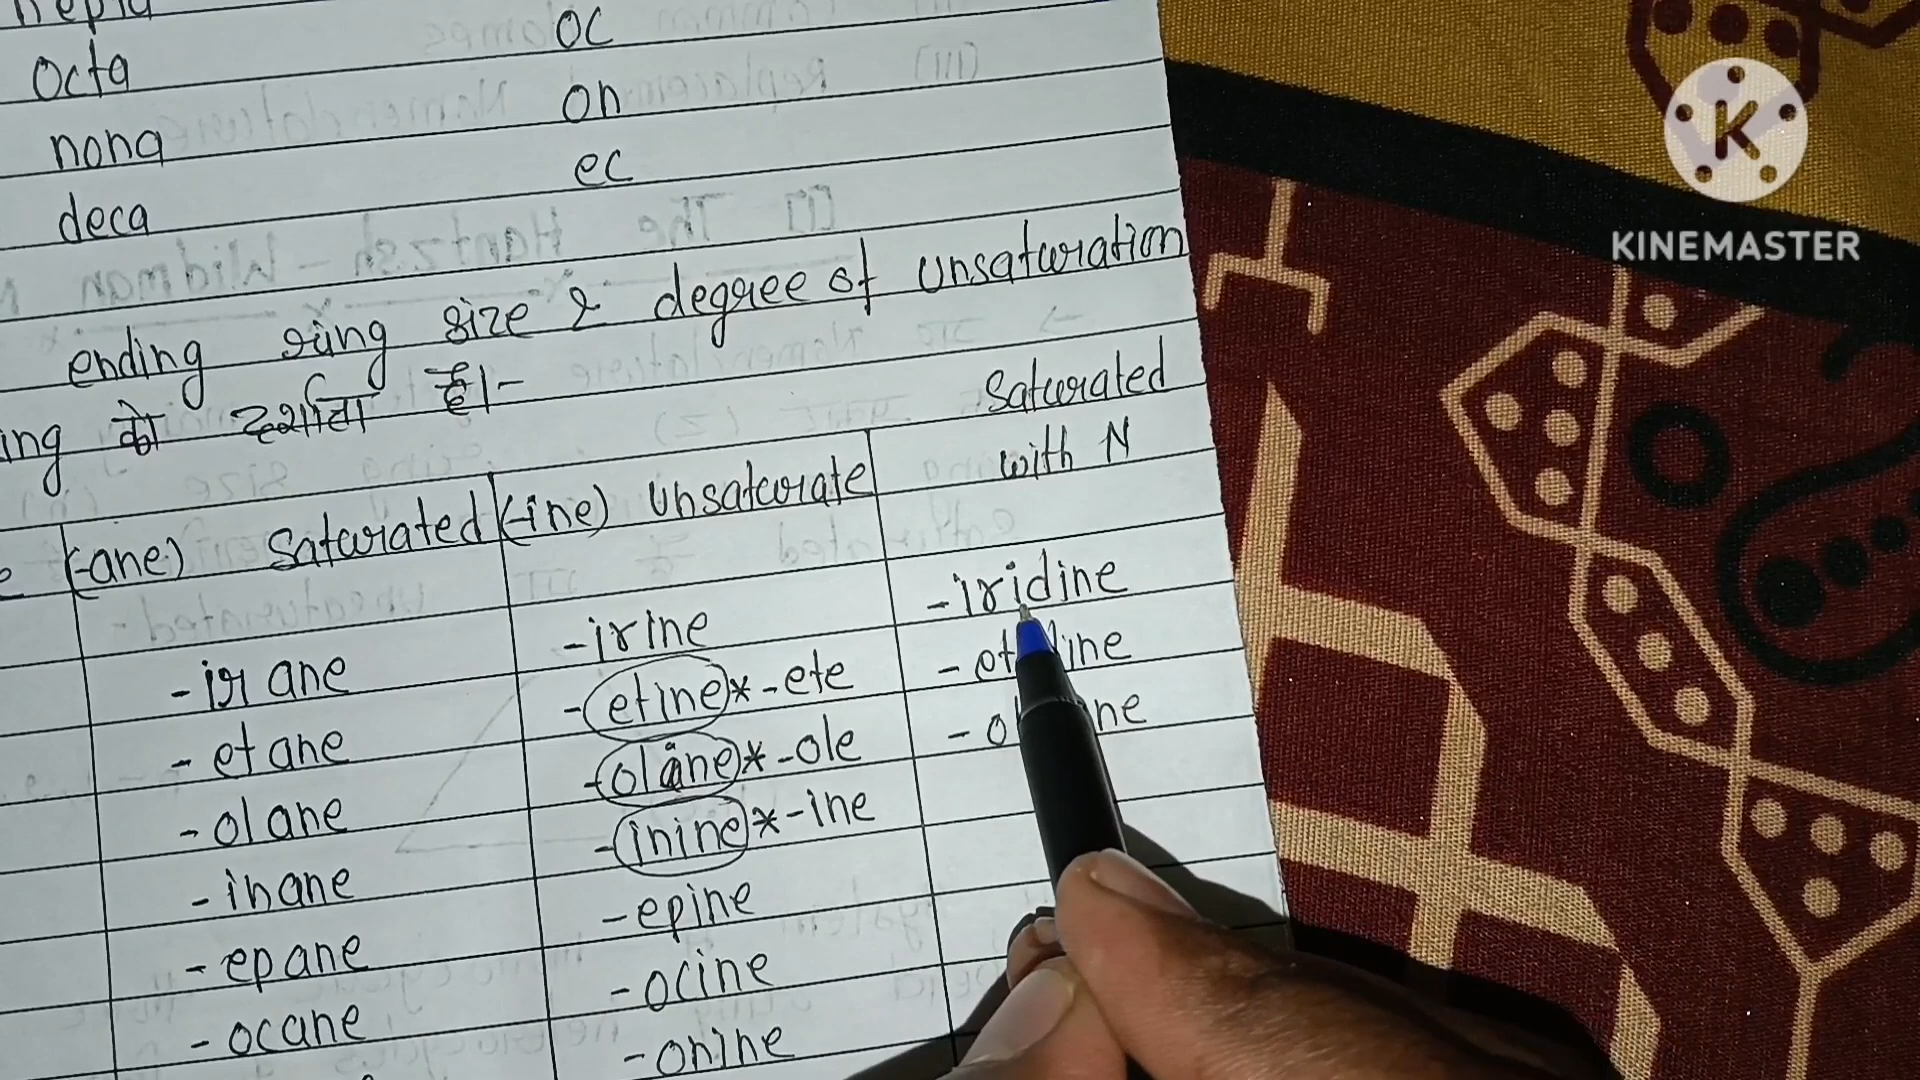 Octa OC
nona on
deca ec
ending ring size & degree of unsaturation
ing को दर्शाता है।-
(-ane) Saturated (-ine) Unsaturate Saturated with N
-irane -irine -iridine
-etane -(etine)* -ete
-olane -(olane)* -ole
-inane -(inine)* -ine
-epane -epine
-ocane -ocine
-onine
K
KINEMASTER